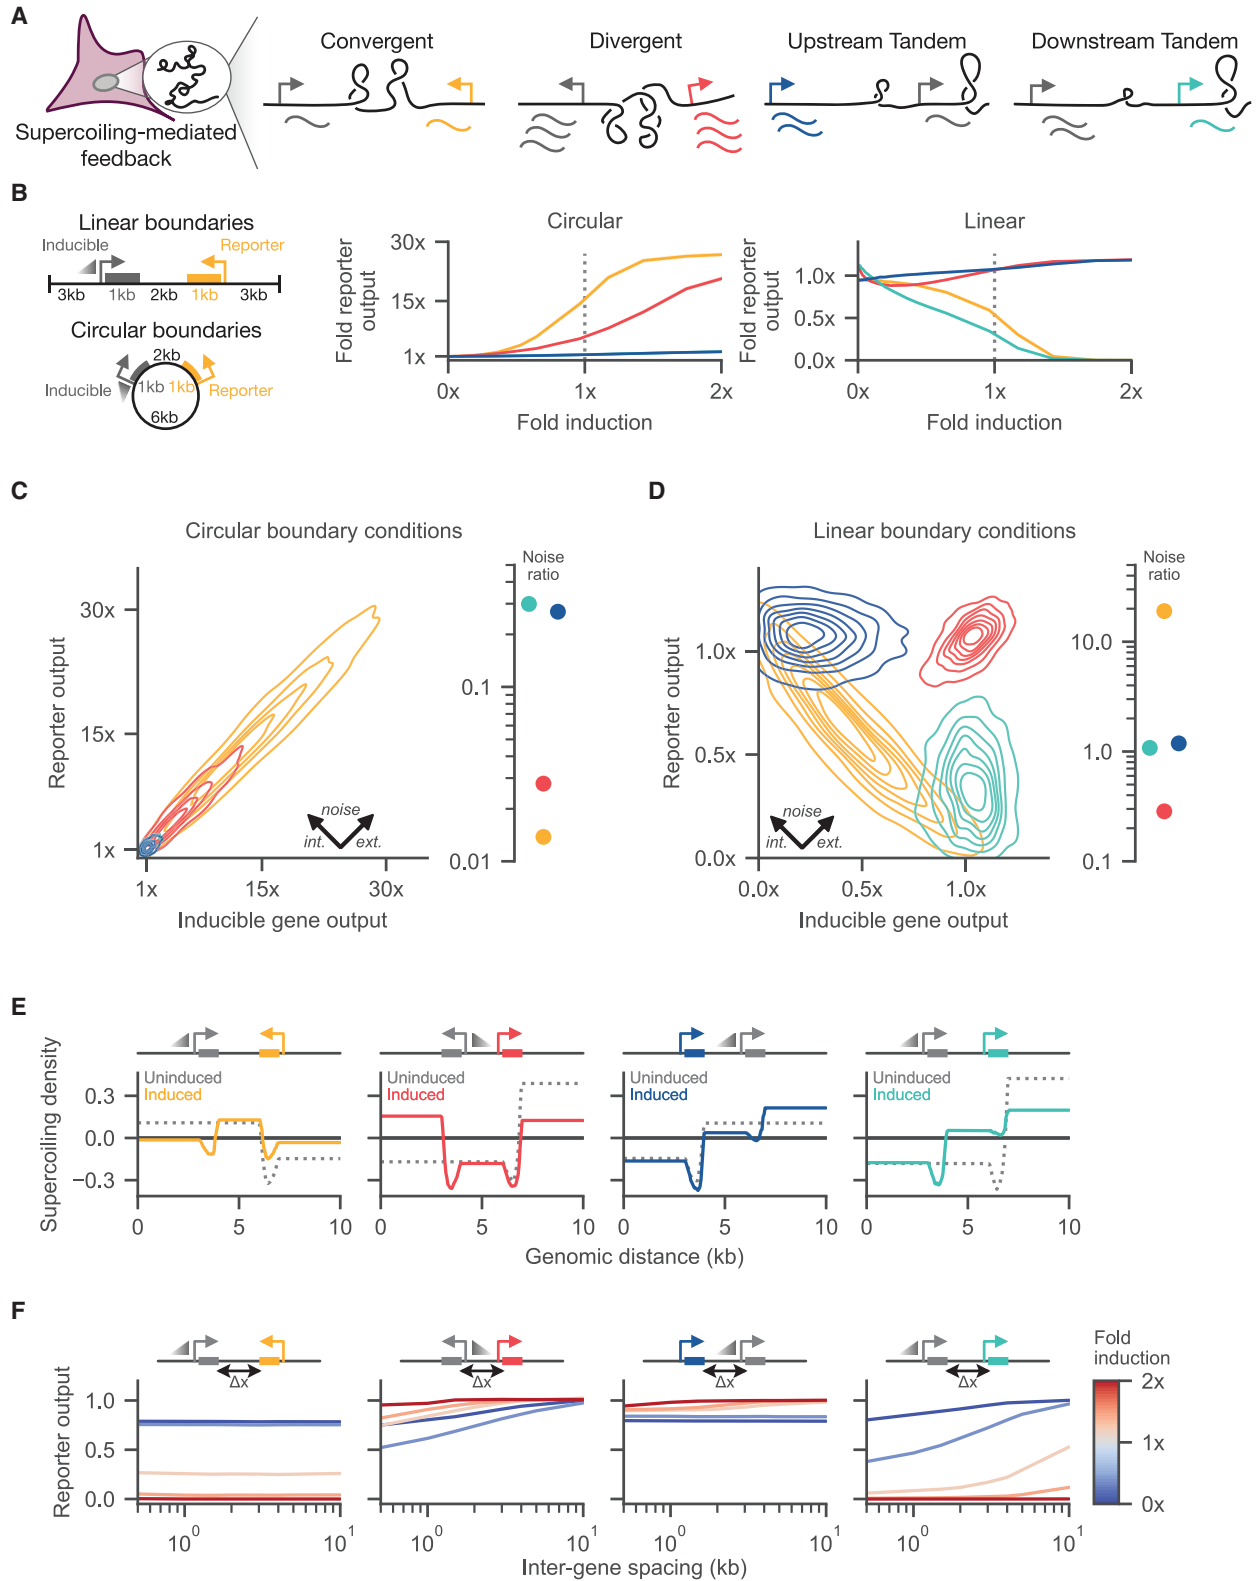 A
Convergent
Divergent
Upstream Tandem
Downstream Tandem
Supercoiling-mediated
feedback
B
Linear boundaries
Inducible
Reporter
3kb
1kb
2kb
1kb
3kb
Circular boundaries
2kb
Inducible
1kb
1kb
Reporter
6kb
Circular
Fold reporter
output
30x
15x
1x
0x
1x
2x
Fold induction
Linear
Fold reporter
output
1.0x
0.5x
0.0x
0x
1x
2x
Fold induction
C
Circular boundary conditions
Reporter output
30x
15x
1x
noise
int.
ext.
1x
15x
30x
Inducible gene output
Noise
ratio
0.1
0.01
D
Linear boundary conditions
Reporter output
1.0x
0.5x
0.0x
noise
int.
ext.
0.0x
0.5x
1.0x
Inducible gene output
Noise
ratio
10.0
1.0
0.1
E
Supercoiling density
0.3
0.0
−0.3
Uninduced
Induced
0
5
10
Uninduced
Induced
0
5
10
Uninduced
Induced
0
5
10
Uninduced
Induced
0
5
10
Genomic distance (kb)
F
Δx
Δx
Δx
Δx
Reporter output
1.0
0.5
0.0
10^0
10^1
10^0
10^1
10^0
10^1
10^0
10^1
Inter-gene spacing (kb)
Fold
induction
2x
1x
0x